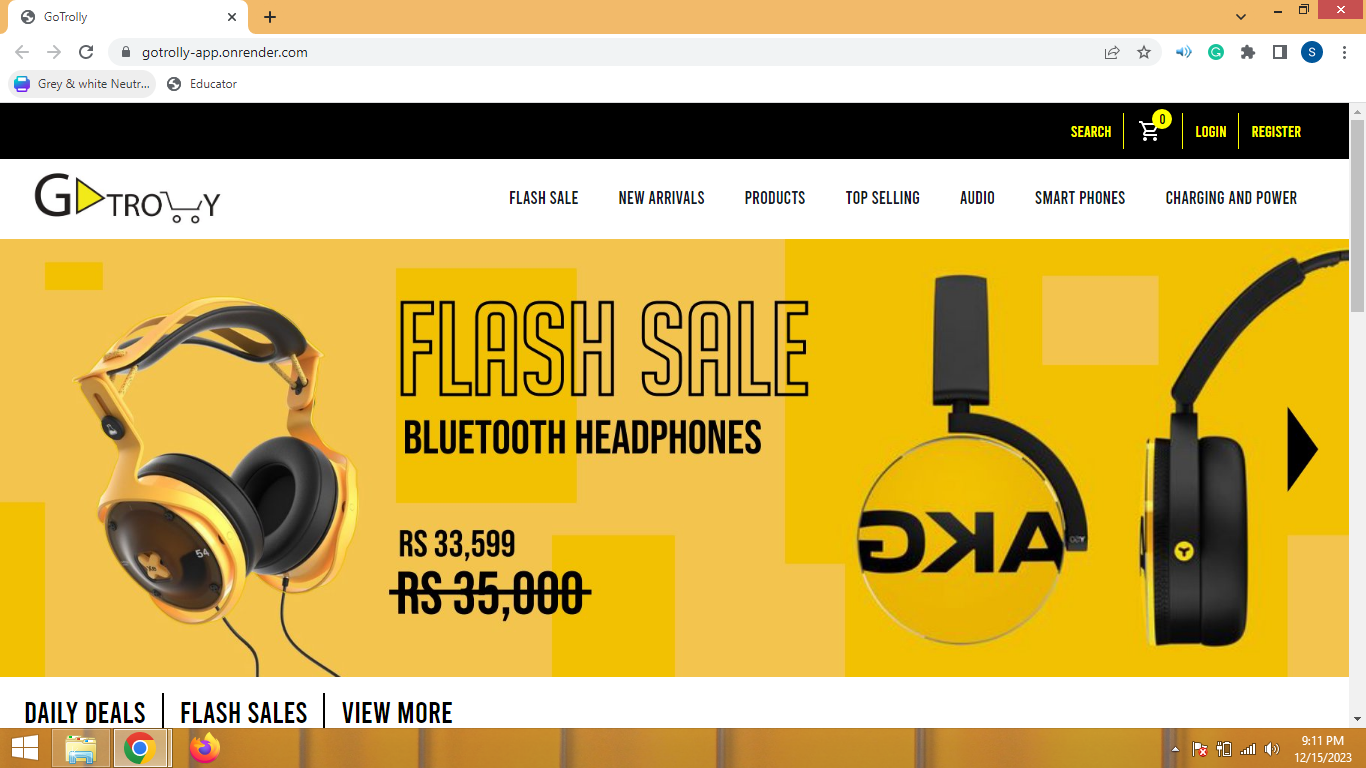 GoTrolly
gotrolly-app.onrender.com
S
Grey & white Neutr...
Educator
SEARCH
0
LOGIN
REGISTER
GOTROLLY
FLASH SALE
NEW ARRIVALS
PRODUCTS
TOP SELLING
AUDIO
SMART PHONES
CHARGING AND POWER
FLASH SALE
BLUETOOTH HEADPHONES
RS 33,599
RS 35,000
54
AKG
DAILY DEALS
FLASH SALES
VIEW MORE
9:11 PM
12/15/2023